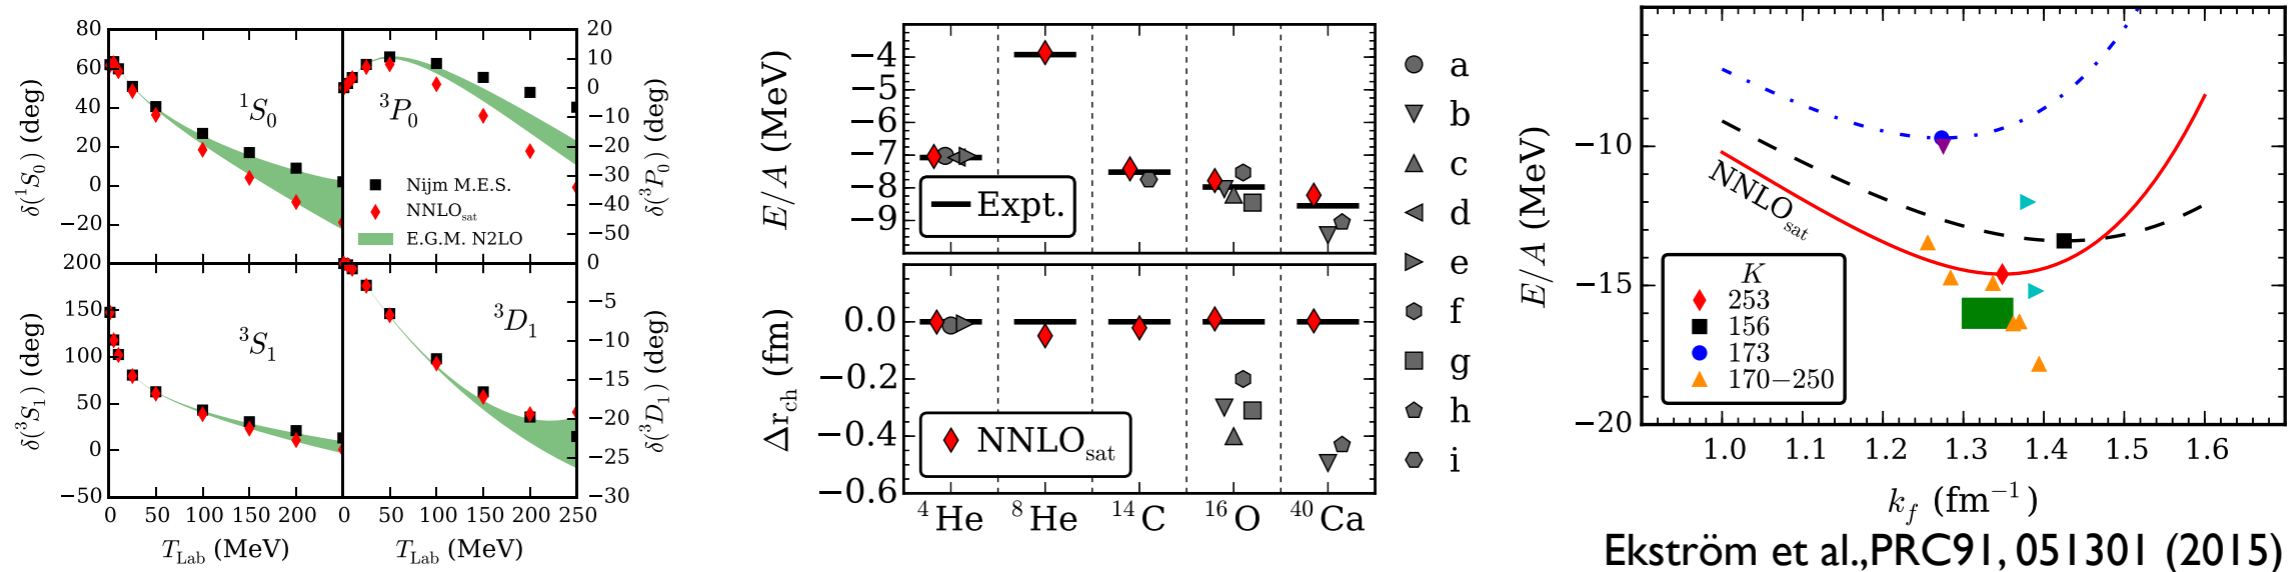 80
60
40
20
0
−20
δ(¹S₀) (deg)
¹S₀
³P₀
20
10
0
−10
−20
−30
−40
−50
δ(³P₀) (deg)
Nijm M.E.S.
NNLOsat
E.G.M. N2LO
200
150
100
50
0
−50
δ(³S₁) (deg)
³S₁
³D₁
0
−5
−10
−15
−20
−25
−30
δ(³D₁) (deg)
0 50 100 150 200 0 50 100 150 200 250
T_Lab (MeV) T_Lab (MeV)
−4
−5
−6
−7
−8
−9
E/A (MeV)
Expt.
0.0
−0.2
−0.4
−0.6
Δr_ch (fm)
NNLOsat
⁴He ⁸He ¹⁴C ¹⁶O ⁴⁰Ca
a
b
c
d
e
f
g
h
i
−10
−15
−20
E/A (MeV)
NNLOsat
K
253
156
173
170−250
1.0 1.1 1.2 1.3 1.4 1.5 1.6
k_f (fm⁻¹)
Ekström et al.,PRC91, 051301 (2015)